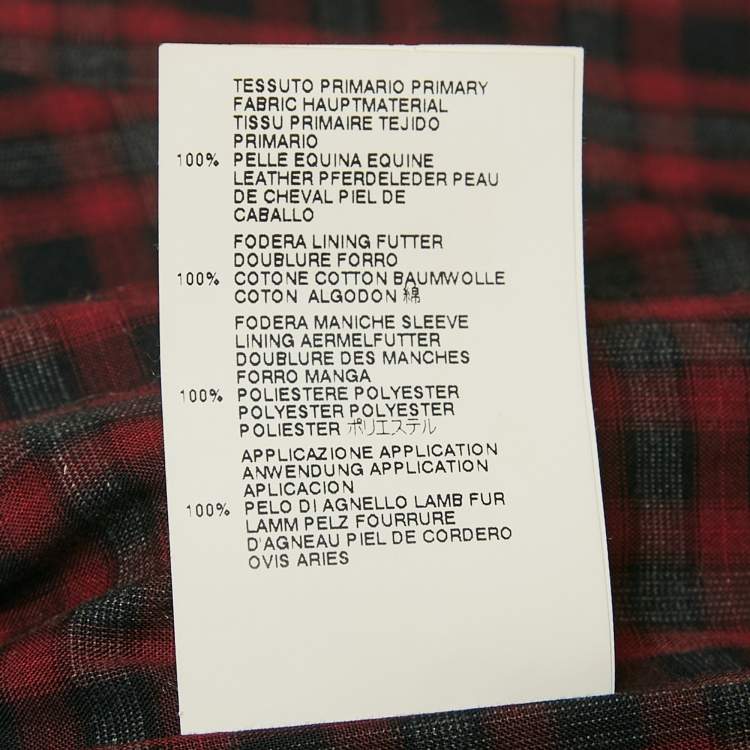 TESSUTO PRIMARIO PRIMARY
FABRIC HAUPTMATERIAL
TISSU PRIMAIRE TEJIDO
PRIMARIO
100% PELLE EQUINA EQUINE
LEATHER PFERDELEDER PEAU
DE CHEVAL PIEL DE
CABALLO
FODERA LINING FUTTER
DOUBLURE FORRO
100% COTONE COTTON BAUMWOLLE
COTON ALGODON 綿
FODERA MANICHE SLEEVE
LINING AERMELFUTTER
DOUBLURE DES MANCHES
FORRO MANGA
100% POLIESTERE POLYESTER
POLYESTER POLYESTER
POLIESTER ポリエステル
APPLICAZIONE APPLICATION
ANWENDUNG APPLICATION
APLICACION
100% PELO DI AGNELLO LAMB FUR
LAMM PELZ FOURRURE
D'AGNEAU PIEL DE CORDERO
OVIS ARIES